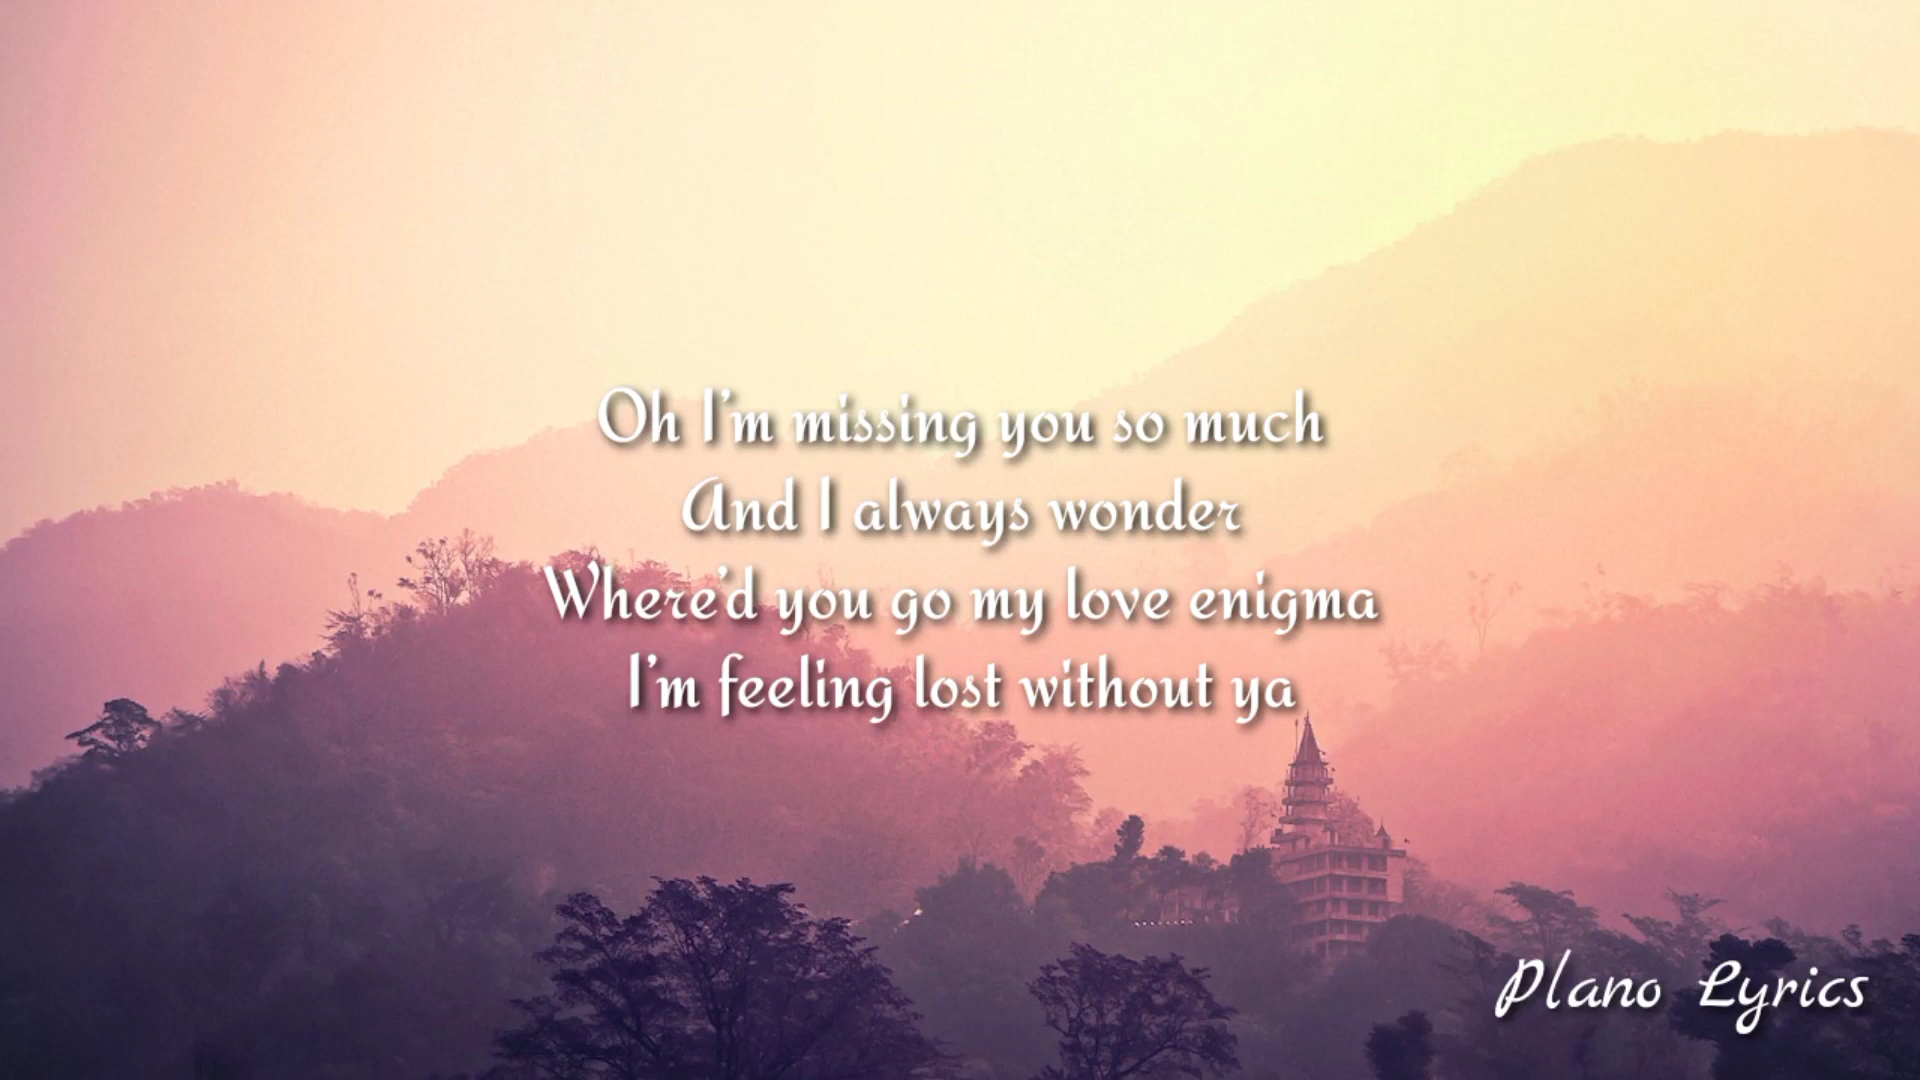 Oh I'm missing you so much
And I always wonder
Where'd you go my love enigma
I'm feeling lost without ya
Plano Lyrics